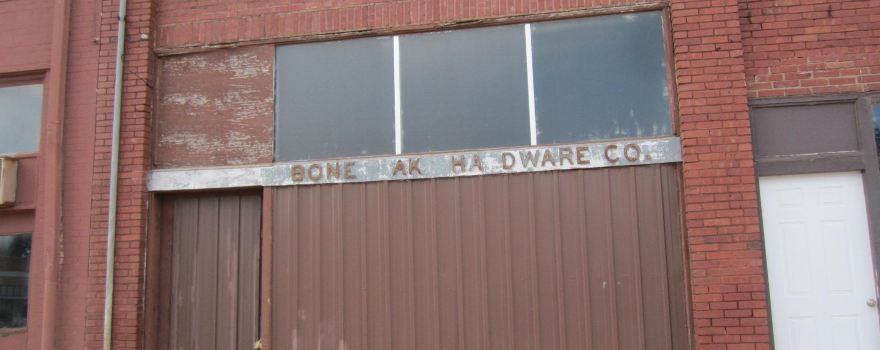 BONE AK HA DWARE CO.